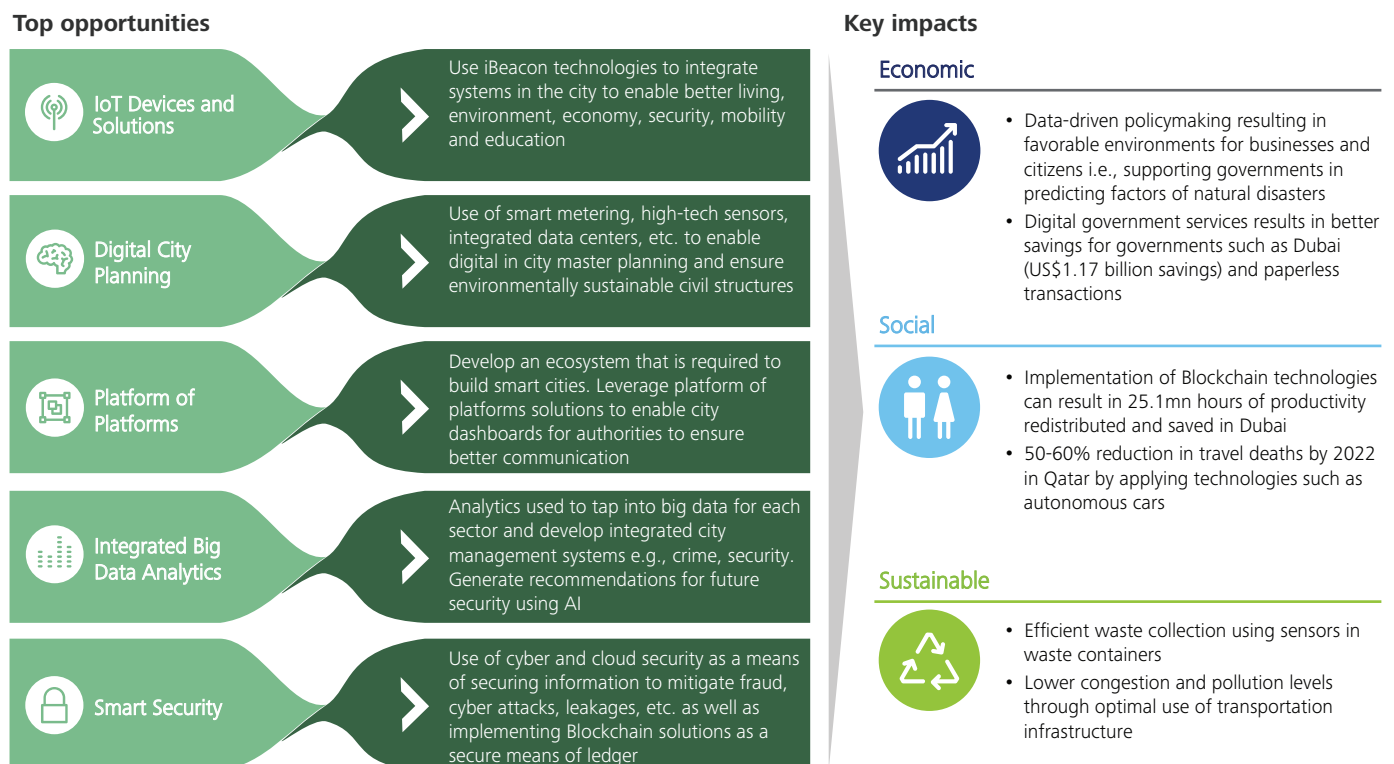 Top opportunities
IoT Devices and
Solutions
Use iBeacon technologies to integrate
systems in the city to enable better living,
environment, economy, security, mobility
and education
Digital City
Planning
Use of smart metering, high-tech sensors,
integrated data centers, etc. to enable
digital in city master planning and ensure
environmentally sustainable civil structures
Platform of
Platforms
Develop an ecosystem that is required to
build smart cities. Leverage platform of
platforms solutions to enable city
dashboards for authorities to ensure
better communication
Integrated Big
Data Analytics
Analytics used to tap into big data for each
sector and develop integrated city
management systems e.g., crime, security.
Generate recommendations for future
security using AI
Smart Security
Use of cyber and cloud security as a means
of securing information to mitigate fraud,
cyber attacks, leakages, etc. as well as
implementing Blockchain solutions as a
secure means of ledger
Key impacts
Economic
• Data-driven policymaking resulting in
favorable environments for businesses and
citizens i.e., supporting governments in
predicting factors of natural disasters
• Digital government services results in better
savings for governments such as Dubai
(US$1.17 billion savings) and paperless
transactions
Social
• Implementation of Blockchain technologies
can result in 25.1mn hours of productivity
redistributed and saved in Dubai
• 50-60% reduction in travel deaths by 2022
in Qatar by applying technologies such as
autonomous cars
Sustainable
• Efficient waste collection using sensors in
waste containers
• Lower congestion and pollution levels
through optimal use of transportation
infrastructure